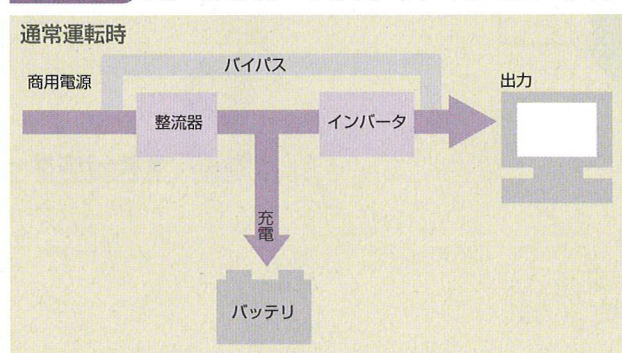 通常運転時
バイパス
商用電源
出力
整流器
インバータ
充電
バッテリ